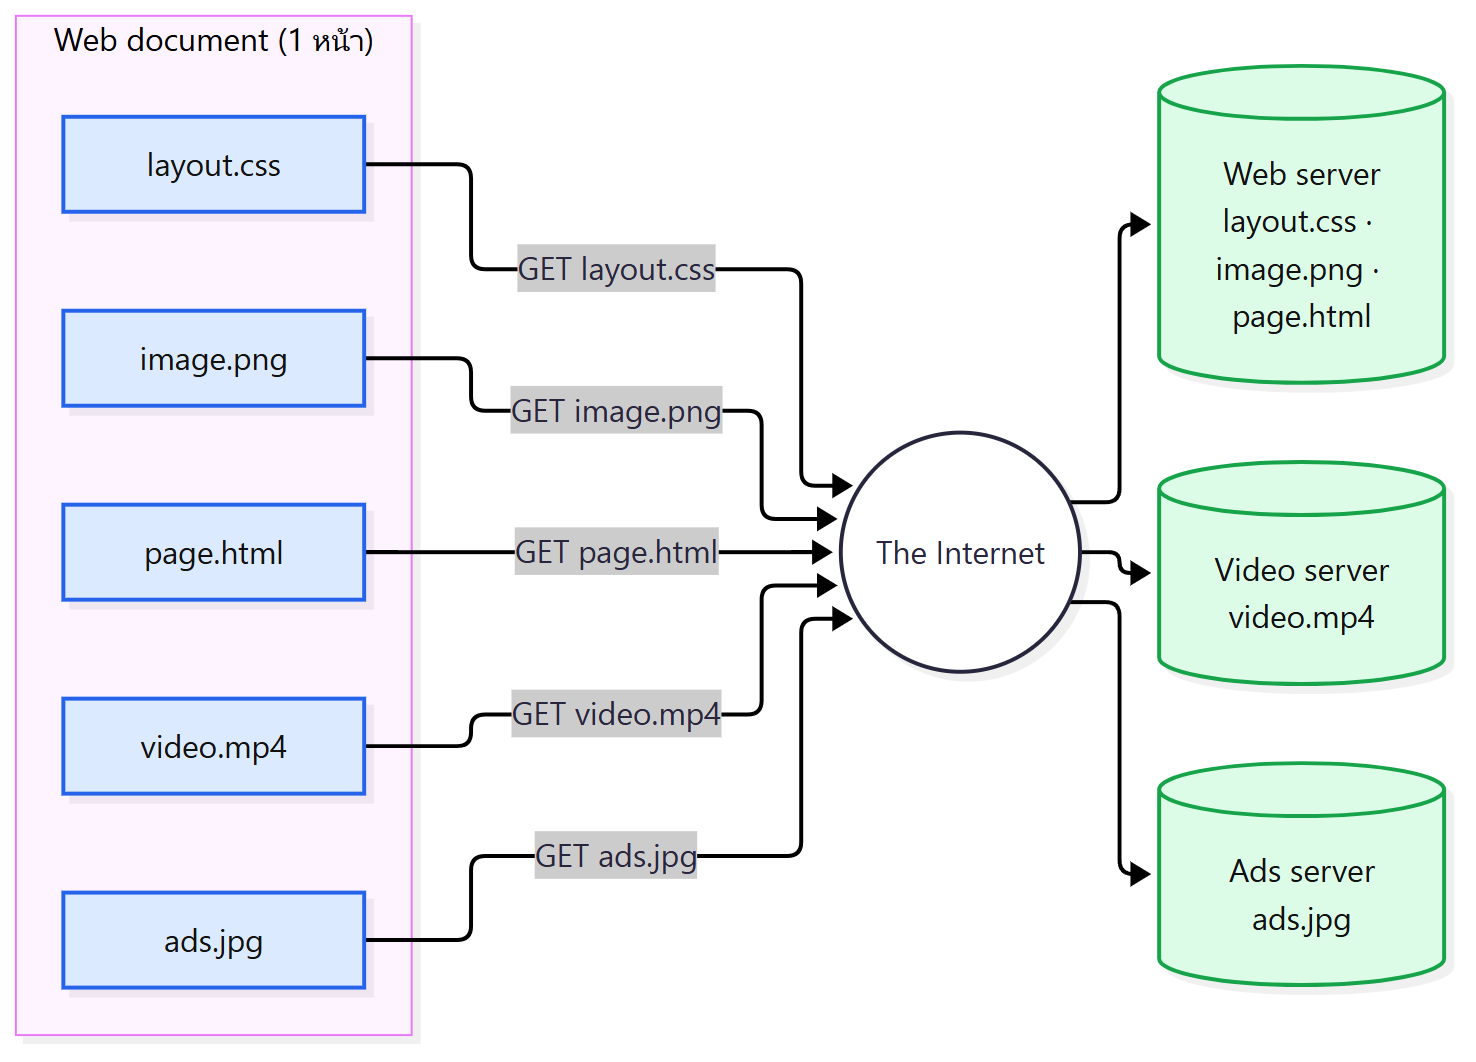 Web document (1 หน้า)
layout.css
image.png
page.html
video.mp4
ads.jpg
GET layout.css
GET image.png
GET page.html
GET video.mp4
GET ads.jpg
The Internet
Web server
layout.css ·
image.png ·
page.html
Video server
video.mp4
Ads server
ads.jpg